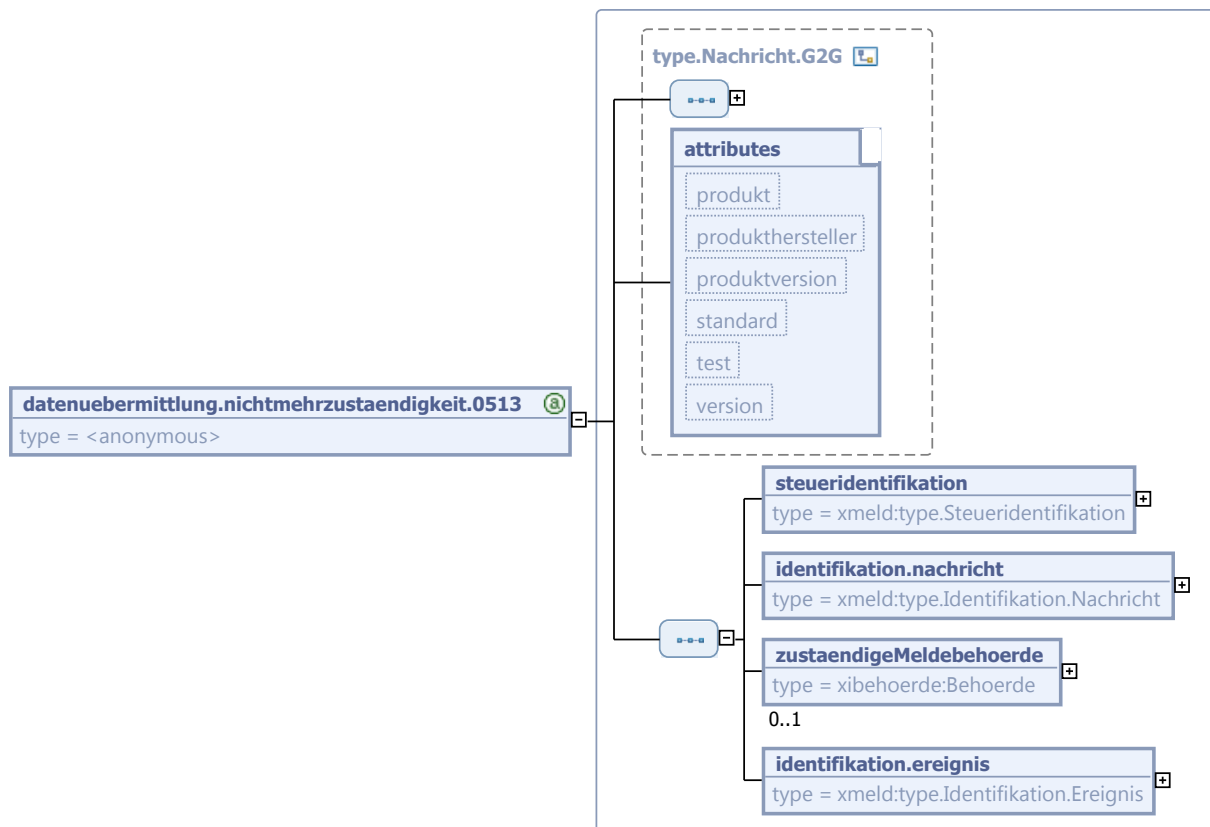 type.Nachricht.G2G
attributes
produkt
produkthersteller
produktversion
standard
test
version
datenuebermittlung.nichtmehrzustaendigkeit.0513
type = <anonymous>
steueridentifikation
type = xmeld:type.Steueridentifikation
identifikation.nachricht
type = xmeld:type.Identifikation.Nachricht
zustaendigeMeldebehoerde
type = xibehoerde:Behoerde
0..1
identifikation.ereignis
type = xmeld:type.Identifikation.Ereignis